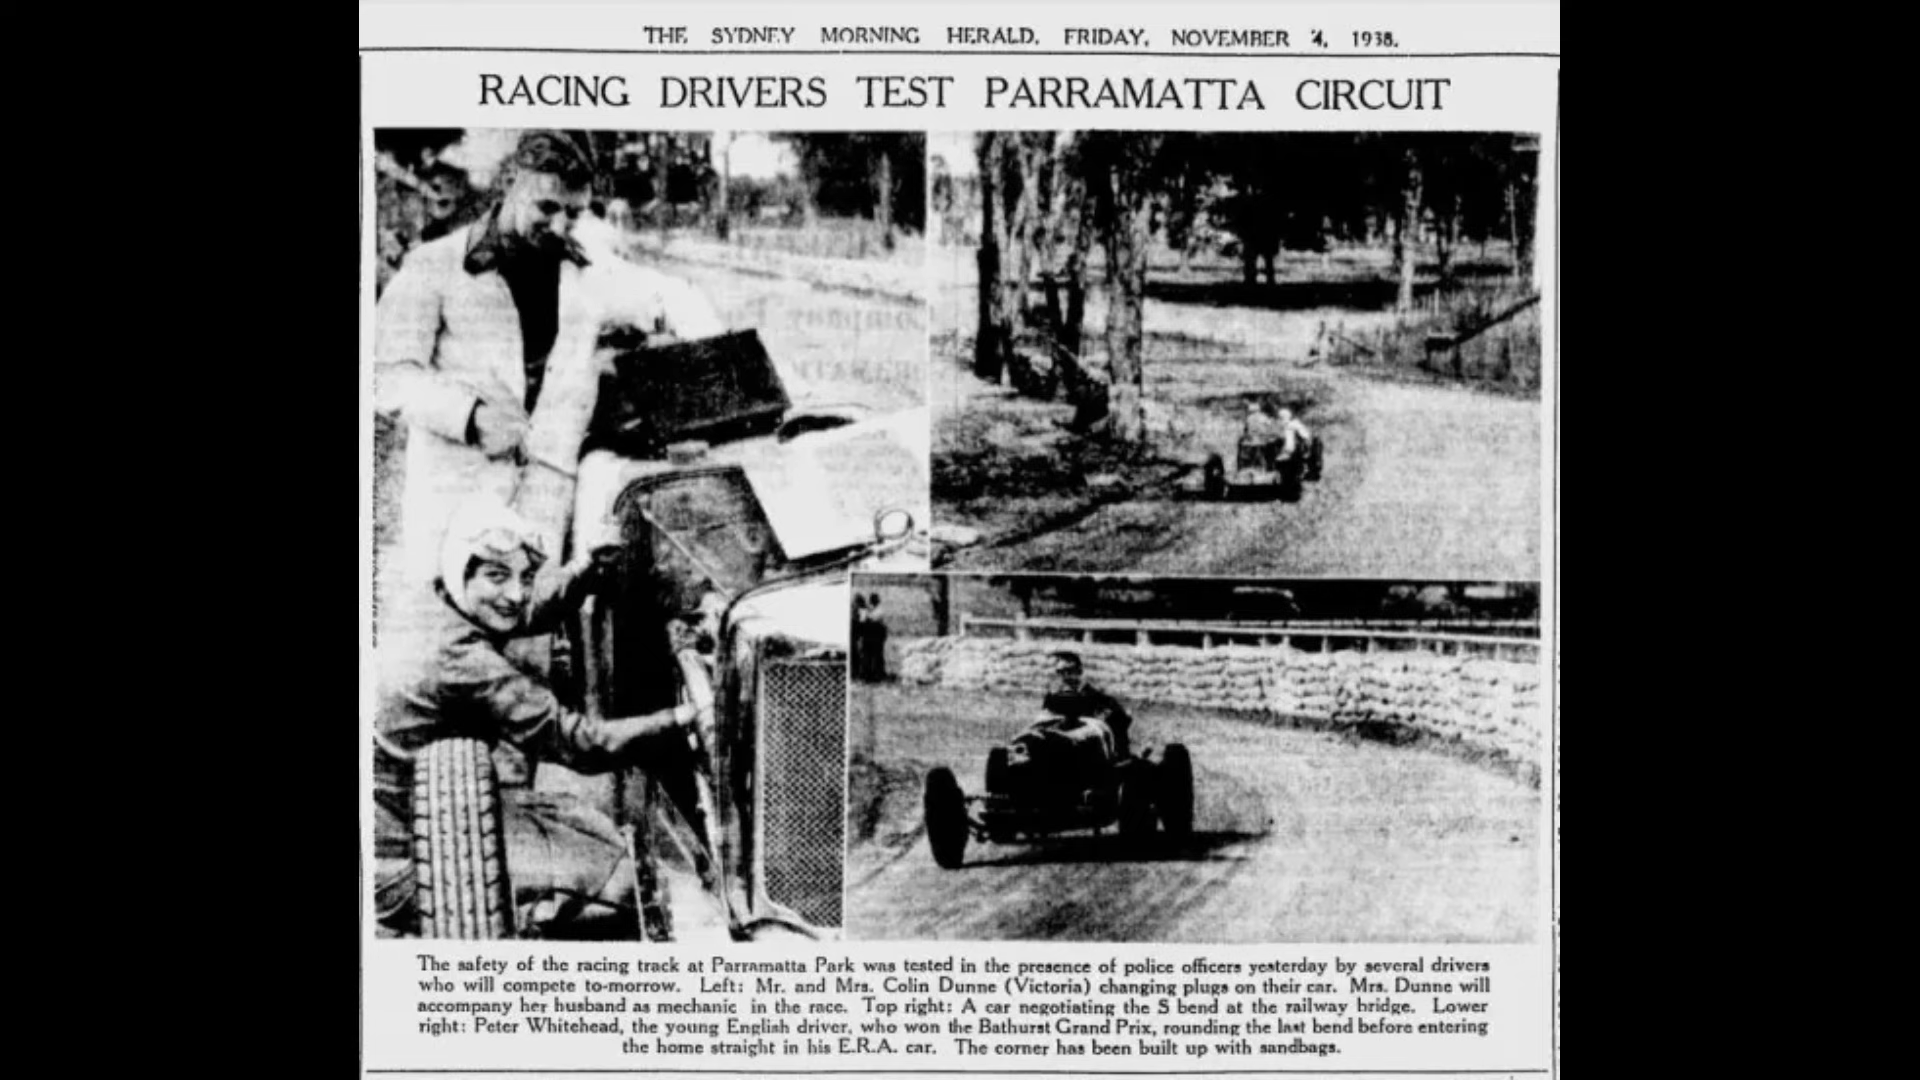 THE SYDNEY MORNING HERALD, FRIDAY, NOVEMBER 4, 1938.
RACING DRIVERS TEST PARRAMATTA CIRCUIT
The safety of the racing track at Parramatta Park was tested in the presence of police officers yesterday by several drivers
who will compete to-morrow. Left: Mr. and Mrs. Colin Dunne (Victoria) changing plugs on their car. Mrs. Dunne will
accompany her husband as mechanic in the race. Top right: A car negotiating the S bend at the railway bridge. Lower
right: Peter Whitehead, the young English driver, who won the Bathurst Grand Prix, rounding the last bend before entering
the home straight in his E.R.A. car. The corner has been built up with sandbags.